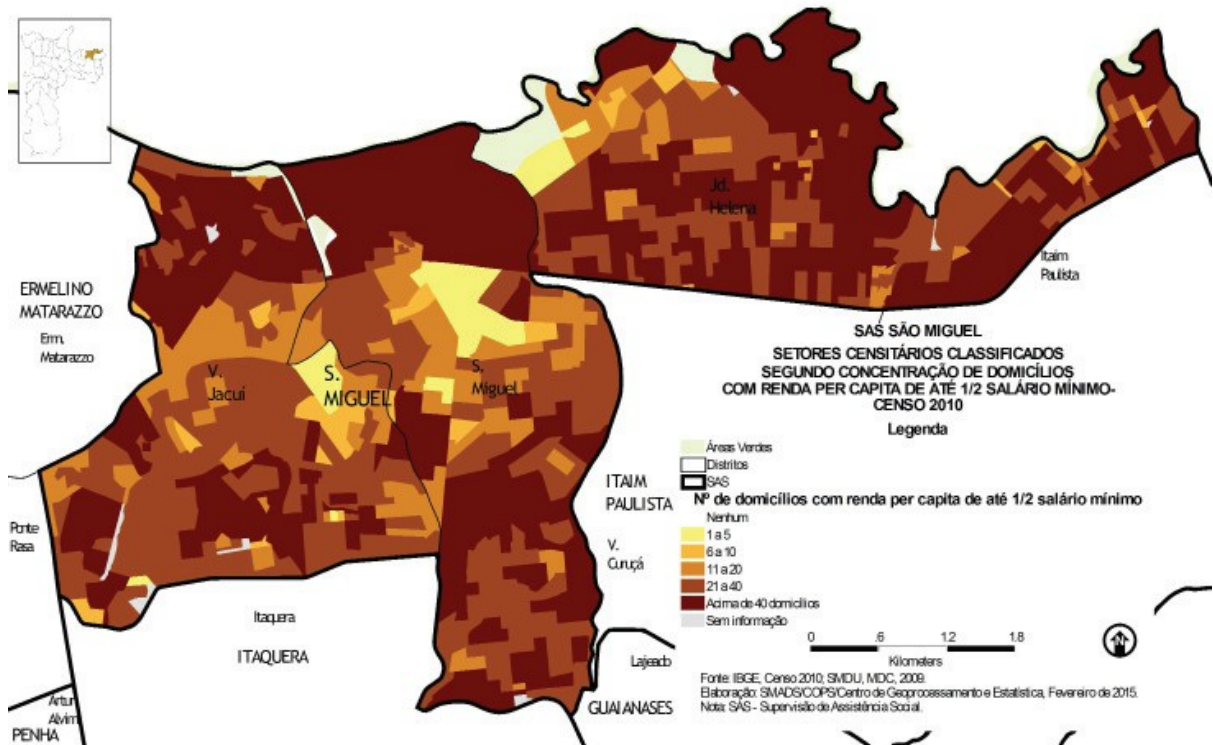 Jd.
Helena
Itaim
Paulista
ERMELINO
MATARAZZO
Erm.
Matarazzo
V.
Jacuí
S.
MIGUEL
S.
Miguel
SAS SÃO MIGUEL
SETORES CENSITÁRIOS CLASSIFICADOS
SEGUNDO CONCENTRAÇÃO DE DOMICÍLIOS
COM RENDA PER CAPITA DE ATÉ 1/2 SALÁRIO MÍNIMO-
CENSO 2010
Legenda
Áreas Verdes
Distritos
SAS
Nº de domicílios com renda per capita de até 1/2 salário mínimo
Nenhum
1 a 5
6 a 10
11 a 20
21 a 40
Acima de 40 domicílios
Sem informação
ITAIM
PAULISTA
V.
Curuçá
Ponte
Rasa
Itaquera
ITAQUERA
Lajeado
GUAIANASES
Artur
Alvim
PENHA
0 .6 1.2 1.8
Kilometers
N
Fonte: IBGE, Censo 2010; SMDU, MDC, 2009.
Elaboração: SMADS/COPS/Centro de Geoprocessamento e Estatística, Fevereiro de 2015.
Nota: SAS - Supervisão de Assistência Social.